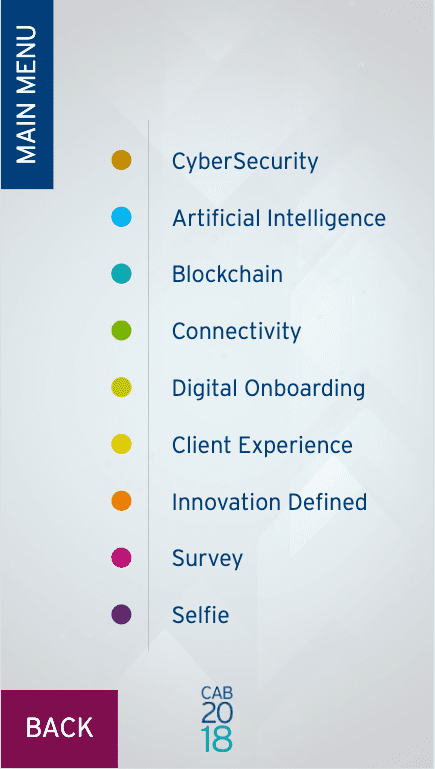 MAIN MENU
CyberSecurity
Artificial Intelligence
Blockchain
Connectivity
Digital Onboarding
Client Experience
Innovation Defined
Survey
Selfie
BACK
CAB
20
18